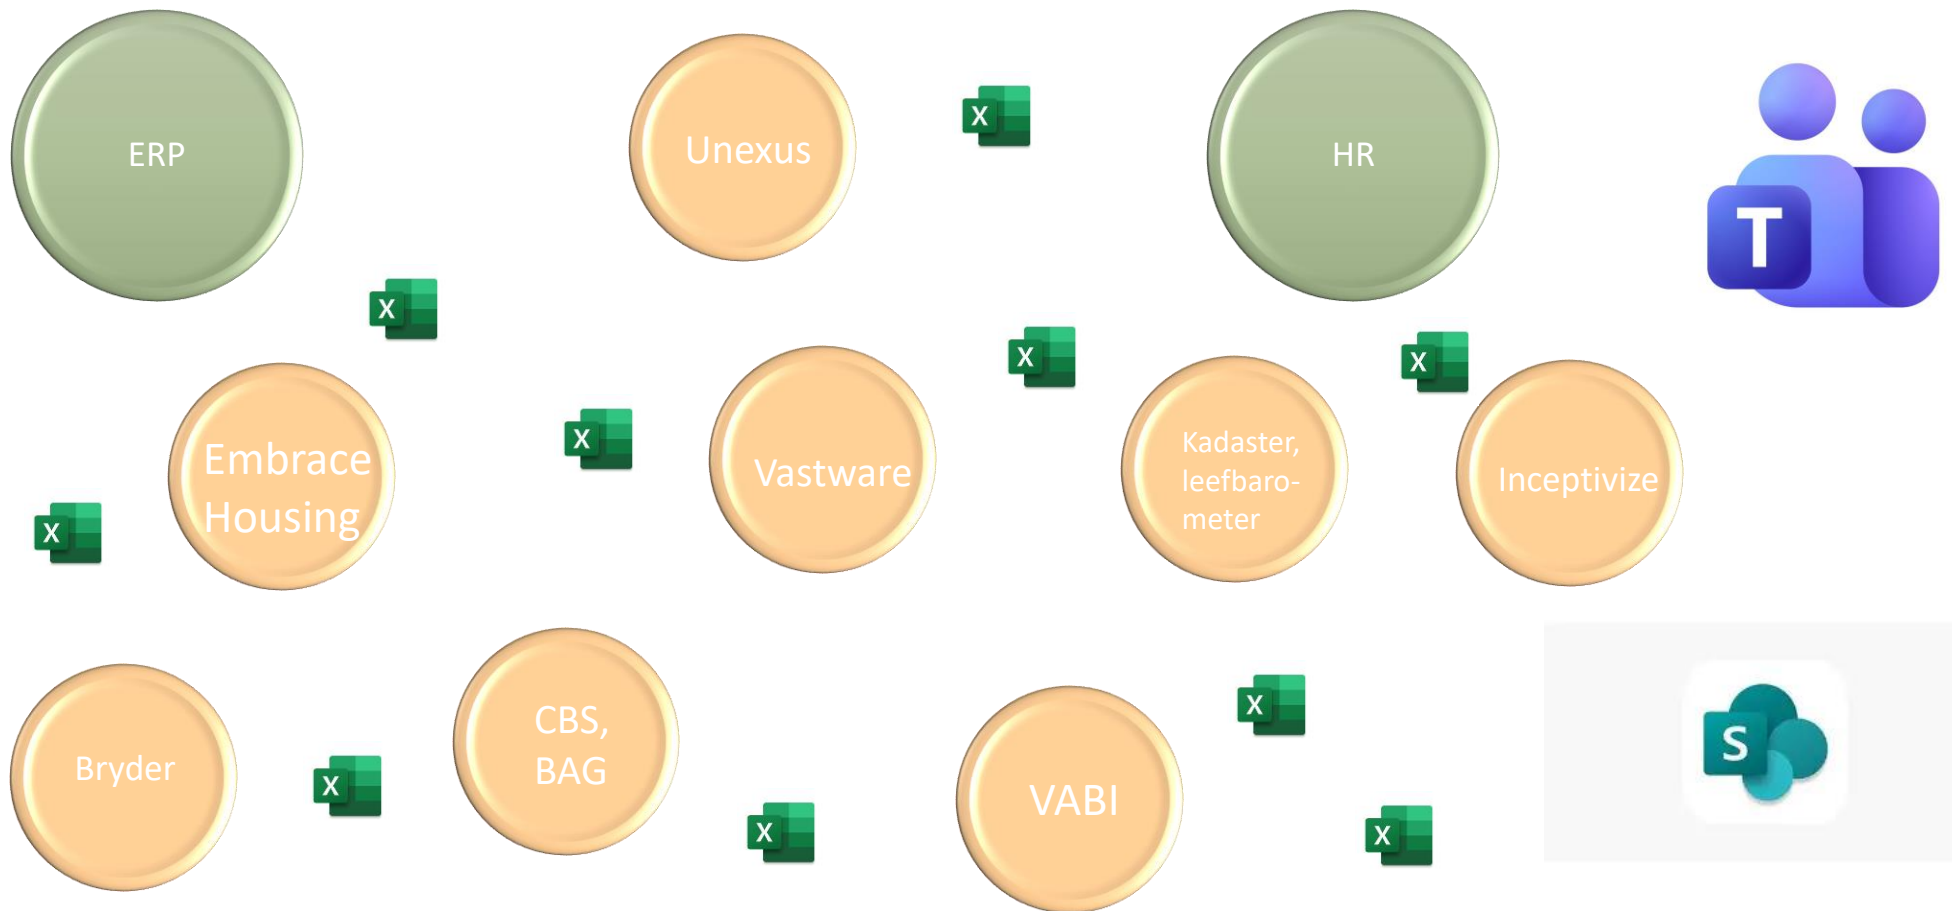 ERP
Unexus
X
HR
T
X
X
X
Embrace
Housing
X
Vastware
Kadaster,
leefbaro-
meter
Inceptivize
X
Bryder
X
CBS,
BAG
X
VABI
X
X
S